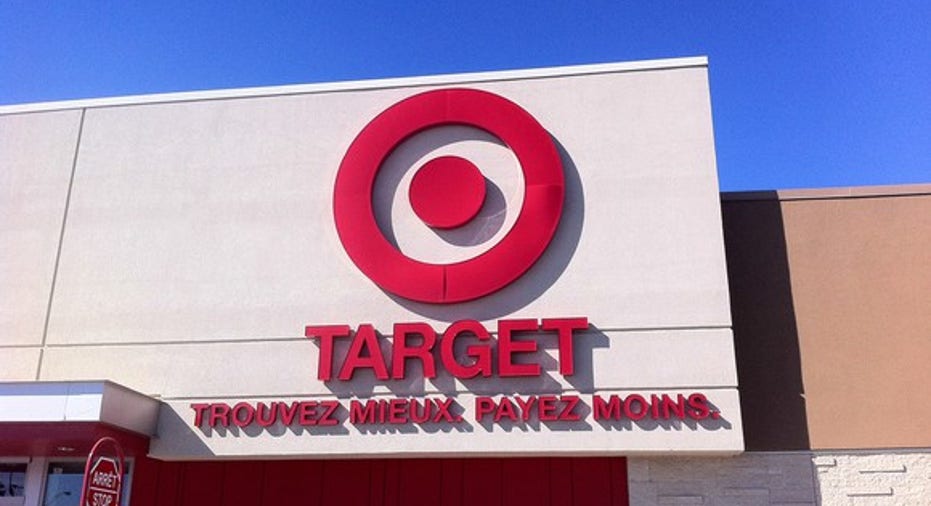 TARGET
TROUVEZ MIEUX. PAYEZ MOINS.
ARRÊT
STOP